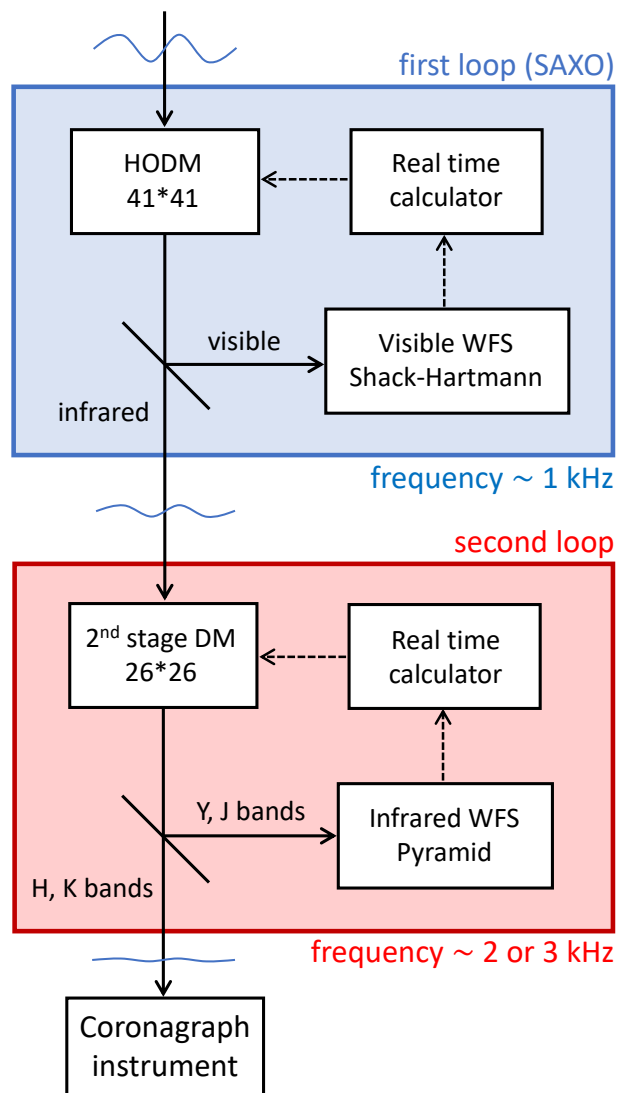 first loop (SAXO)
HODM
41*41
Real time
calculator
visible
Visible WFS
Shack-Hartmann
infrared
frequency ~ 1 kHz
second loop
2nd stage DM
26*26
Real time
calculator
Y, J bands
Infrared WFS
Pyramid
H, K bands
frequency ~ 2 or 3 kHz
Coronagraph
instrument